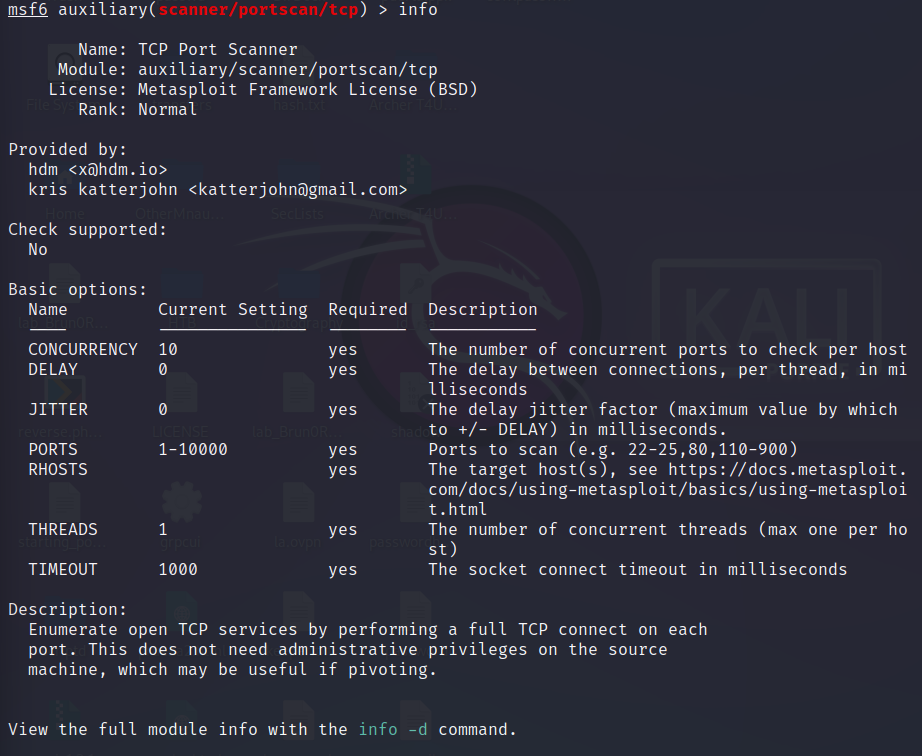 msf6 auxiliary(scanner/portscan/tcp) > info
Name: TCP Port Scanner
Module: auxiliary/scanner/portscan/tcp
License: Metasploit Framework License (BSD)
Rank: Normal
Provided by:
hdm <x@hdm.io>
kris katterjohn <katterjohn@gmail.com>
Check supported:
No
Basic options:
Name Current Setting Required Description
CONCURRENCY 10 yes The number of concurrent ports to check per host
DELAY 0 yes The delay between connections, per thread, in mi
lliseconds
JITTER 0 yes The delay jitter factor (maximum value by which
to +/- DELAY) in milliseconds.
PORTS 1-10000 yes Ports to scan (e.g. 22-25,80,110-900)
RHOSTS yes The target host(s), see https://docs.metasploit.
com/docs/using-metasploit/basics/using-metasploi
t.html
THREADS 1 yes The number of concurrent threads (max one per ho
st)
TIMEOUT 1000 yes The socket connect timeout in milliseconds
Description:
Enumerate open TCP services by performing a full TCP connect on each
port. This does not need administrative privileges on the source
machine, which may be useful if pivoting.
View the full module info with the info -d command.
KALI